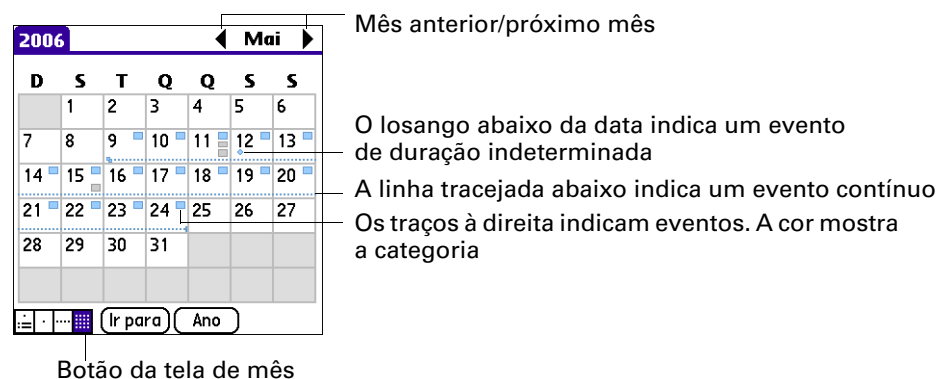 Mês anterior/próximo mês
2006 Mai
D S T Q Q S S
1 2 3 4 5 6
7 8 9 10 11 12 13
O losango abaixo da data indica um evento
de duração indeterminada
14 15 16 17 18 19 20
A linha tracejada abaixo indica um evento contínuo
21 22 23 24 25 26 27
Os traços à direita indicam eventos. A cor mostra
a categoria
28 29 30 31
Ir para Ano
Botão da tela de mês